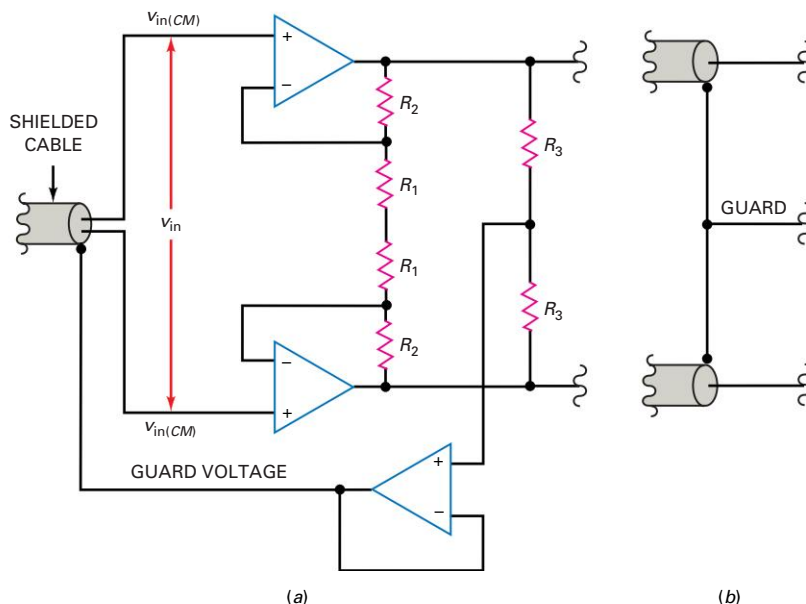 v_in(CM)
+
−
R₂
SHIELDED
CABLE
R₃
R₁
v_in
GUARD
R₁
R₃
R₂
−
+
v_in(CM)
GUARD VOLTAGE
+
−
(a)
(b)